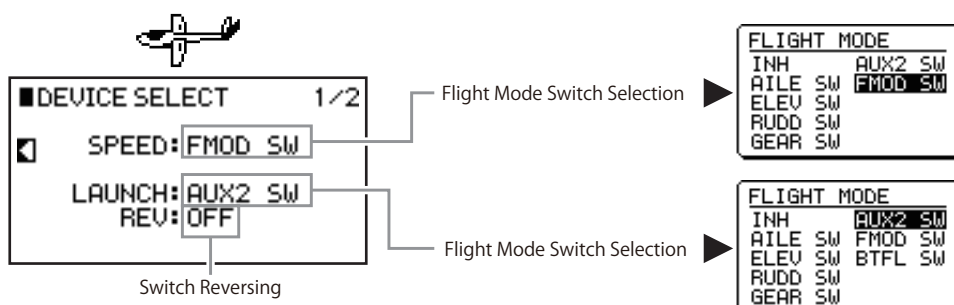 ■DEVICE SELECT 1/2
SPEED: FMOD SW
LAUNCH: AUX2 SW
REV: OFF
Switch Reversing
Flight Mode Switch Selection
FLIGHT MODE
INH AUX2 SW
AILE SW FMOD SW
ELEV SW
RUDD SW
GEAR SW
Flight Mode Switch Selection
FLIGHT MODE
INH AUX2 SW
AILE SW FMOD SW
ELEV SW BTFL SW
RUDD SW
GEAR SW